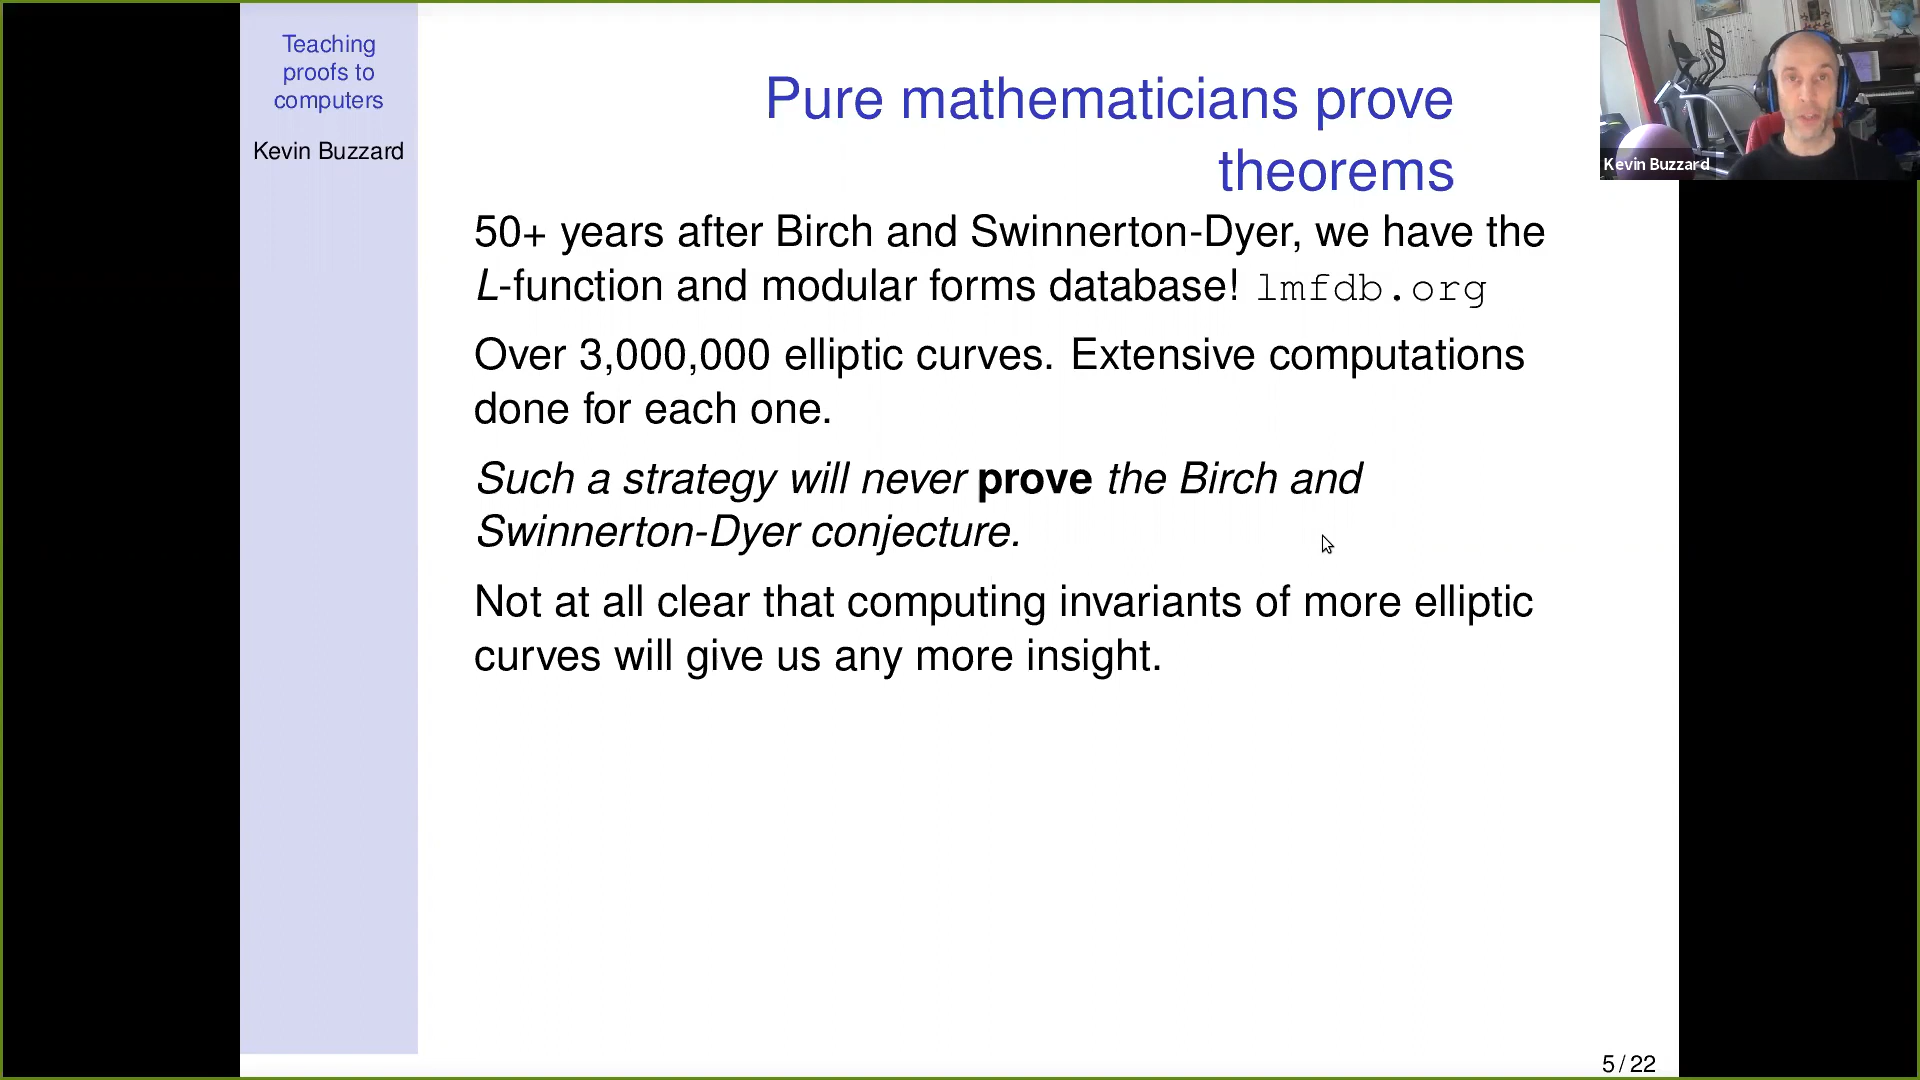 Teaching
proofs to
computers
Kevin Buzzard
Pure mathematicians prove
theorems
50+ years after Birch and Swinnerton-Dyer, we have the
L-function and modular forms database! lmfdb.org
Over 3,000,000 elliptic curves. Extensive computations
done for each one.
Such a strategy will never prove the Birch and
Swinnerton-Dyer conjecture.
Not at all clear that computing invariants of more elliptic
curves will give us any more insight.
5 / 22
Kevin Buzzard